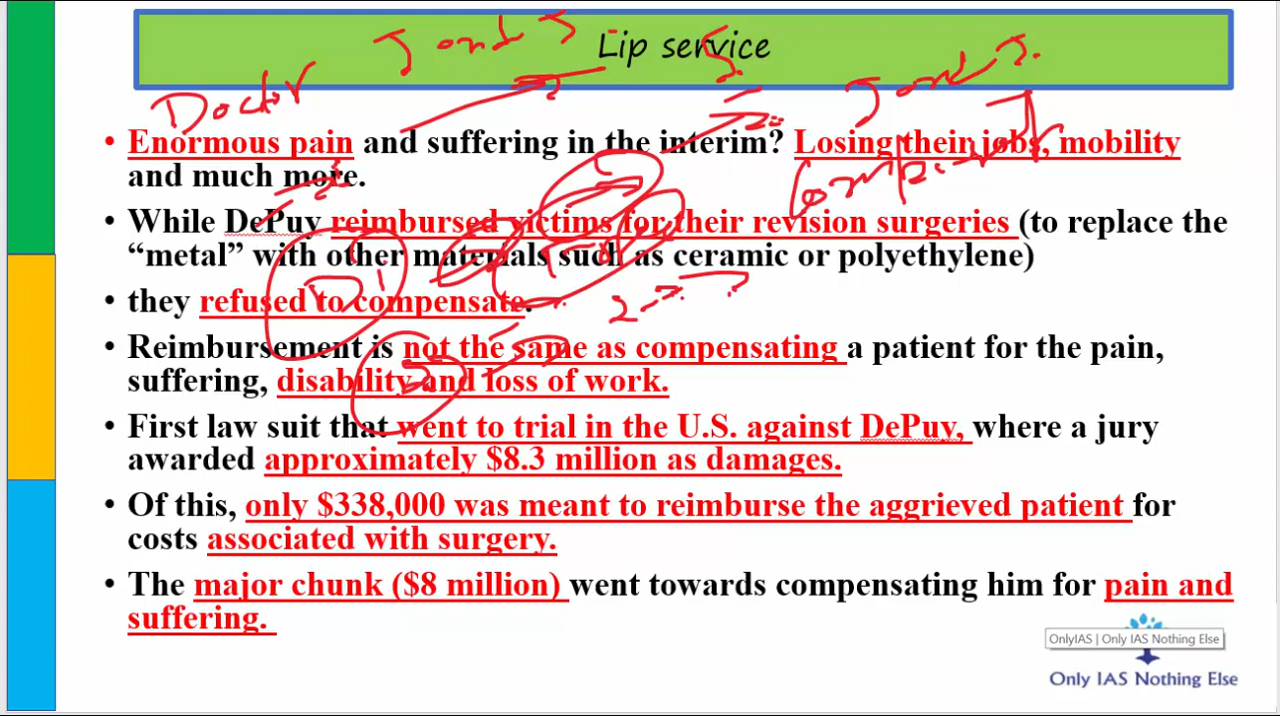 J and J
Lip service
J.
J and J.
Doctor
• Enormous pain and suffering in the interim? Losing their jobs, mobility
and much more.
• While DePuy reimbursed victims for their revision surgeries (to replace the
“metal” with other materials such as ceramic or polyethylene)
• they refused to compensate.
• Reimbursement is not the same as compensating a patient for the pain,
suffering, disability and loss of work.
• First law suit that went to trial in the U.S. against DePuy, where a jury
awarded approximately $8.3 million as damages.
• Of this, only $338,000 was meant to reimburse the aggrieved patient for
costs associated with surgery.
• The major chunk ($8 million) went towards compensating him for pain and
suffering.
OnlyIAS | Only IAS Nothing Else
Only IAS Nothing Else